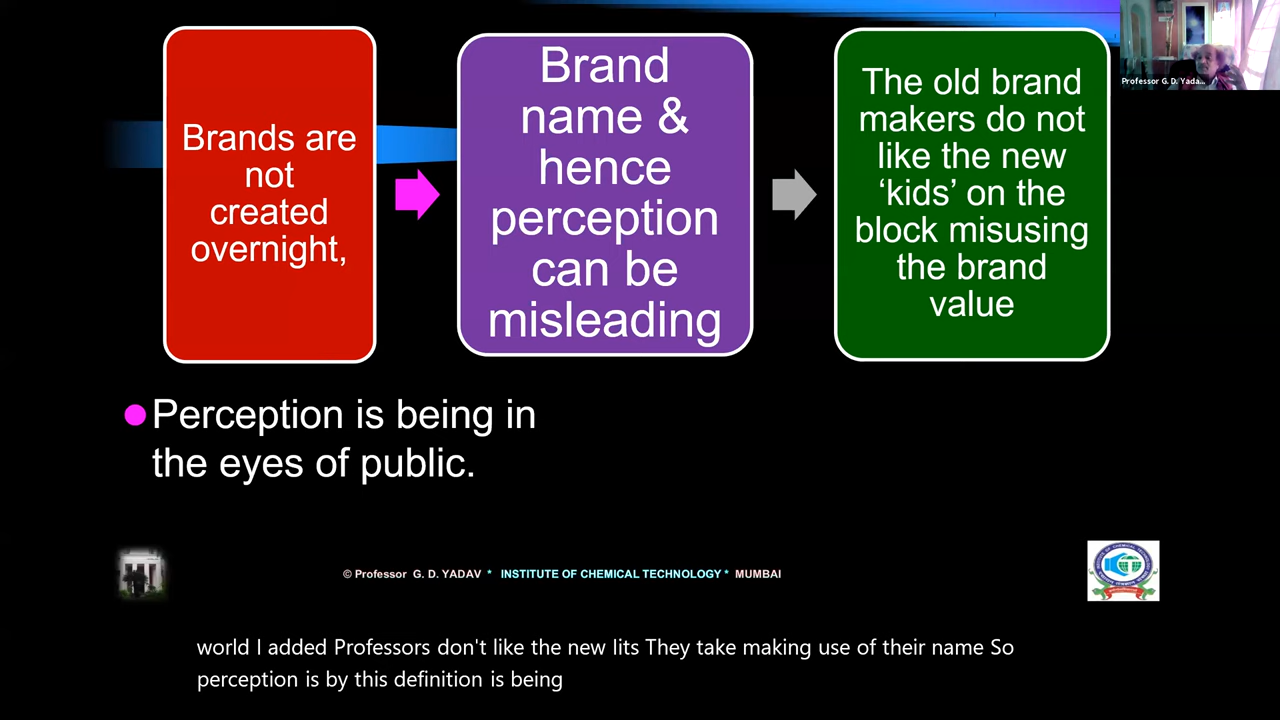 Brands are
not
created
overnight,
Brand
name &
hence
perception
can be
misleading
The old brand
makers do not
like the new
‘kids’ on the
block misusing
the brand
value
Professor G. D. Yada...
Perception is being in
the eyes of public.
© Professor G. D. YADAV * INSTITUTE OF CHEMICAL TECHNOLOGY * MUMBAI
world I added Professors don't like the new lits They take making use of their name So
perception is by this definition is being